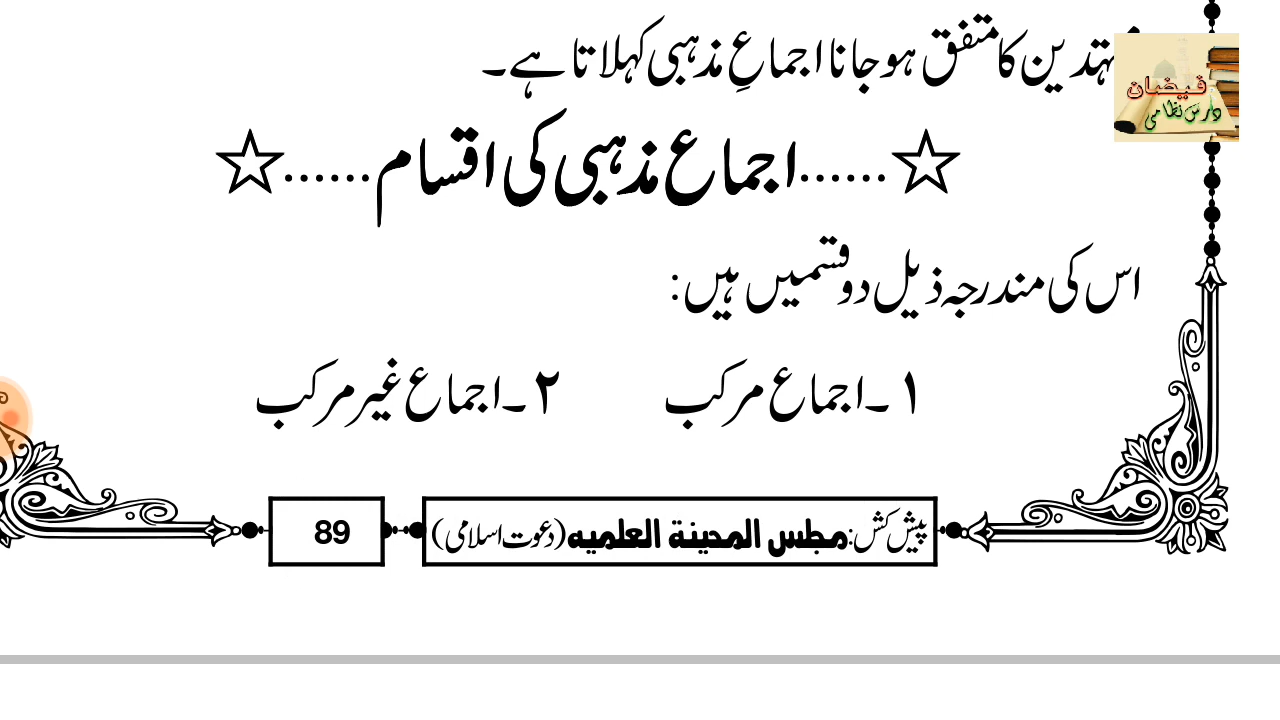 کا متفق ہو جانا اجماعِ مذہبی کہلاتا ہے۔
فیضان
درس نظامی
☆......اجماع مذہبی کی اقسام......☆
اس کی مندرجہ ذیل دو قسمیں ہیں:
۱۔اجماع مرکب ۲۔اجماع غیر مرکب
پیش کش:مجلس المدینة العلمیه(دعوت اسلامی)
89